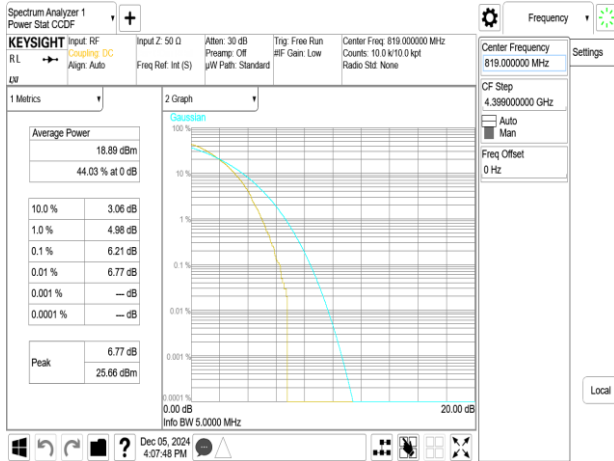 Spectrum Analyzer 1
Power Stat CCDF
+
KEYSIGHT
RL
LXI
Input: RF
Coupling: DC
Align: Auto
Input Z: 50 Ω
Freq Ref: Int (S)
Atten: 30 dB
Preamp: Off
µW Path: Standard
Trig: Free Run
#IF Gain: Low
Center Freq: 819.000000 MHz
Counts: 10.0 k/10.0 kpt
Radio Std: None
1 Metrics
Average Power
18.89 dBm
44.03 % at 0 dB
10.0 % 3.06 dB
1.0 % 4.98 dB
0.1 % 6.21 dB
0.01 % 6.77 dB
0.001 % --- dB
0.0001 % --- dB
Peak
6.77 dB
25.66 dBm
2 Graph
Gaussian
100 %
10 %
1 %
0.1 %
0.01 %
0.001 %
0.0001 %
0.00 dB 20.00 dB
Info BW 5.0000 MHz
Frequency
Center Frequency
819.000000 MHz
CF Step
4.399000000 GHz
Auto
Man
Freq Offset
0 Hz
Settings
Local
?
Dec 05, 2024
4:07:48 PM